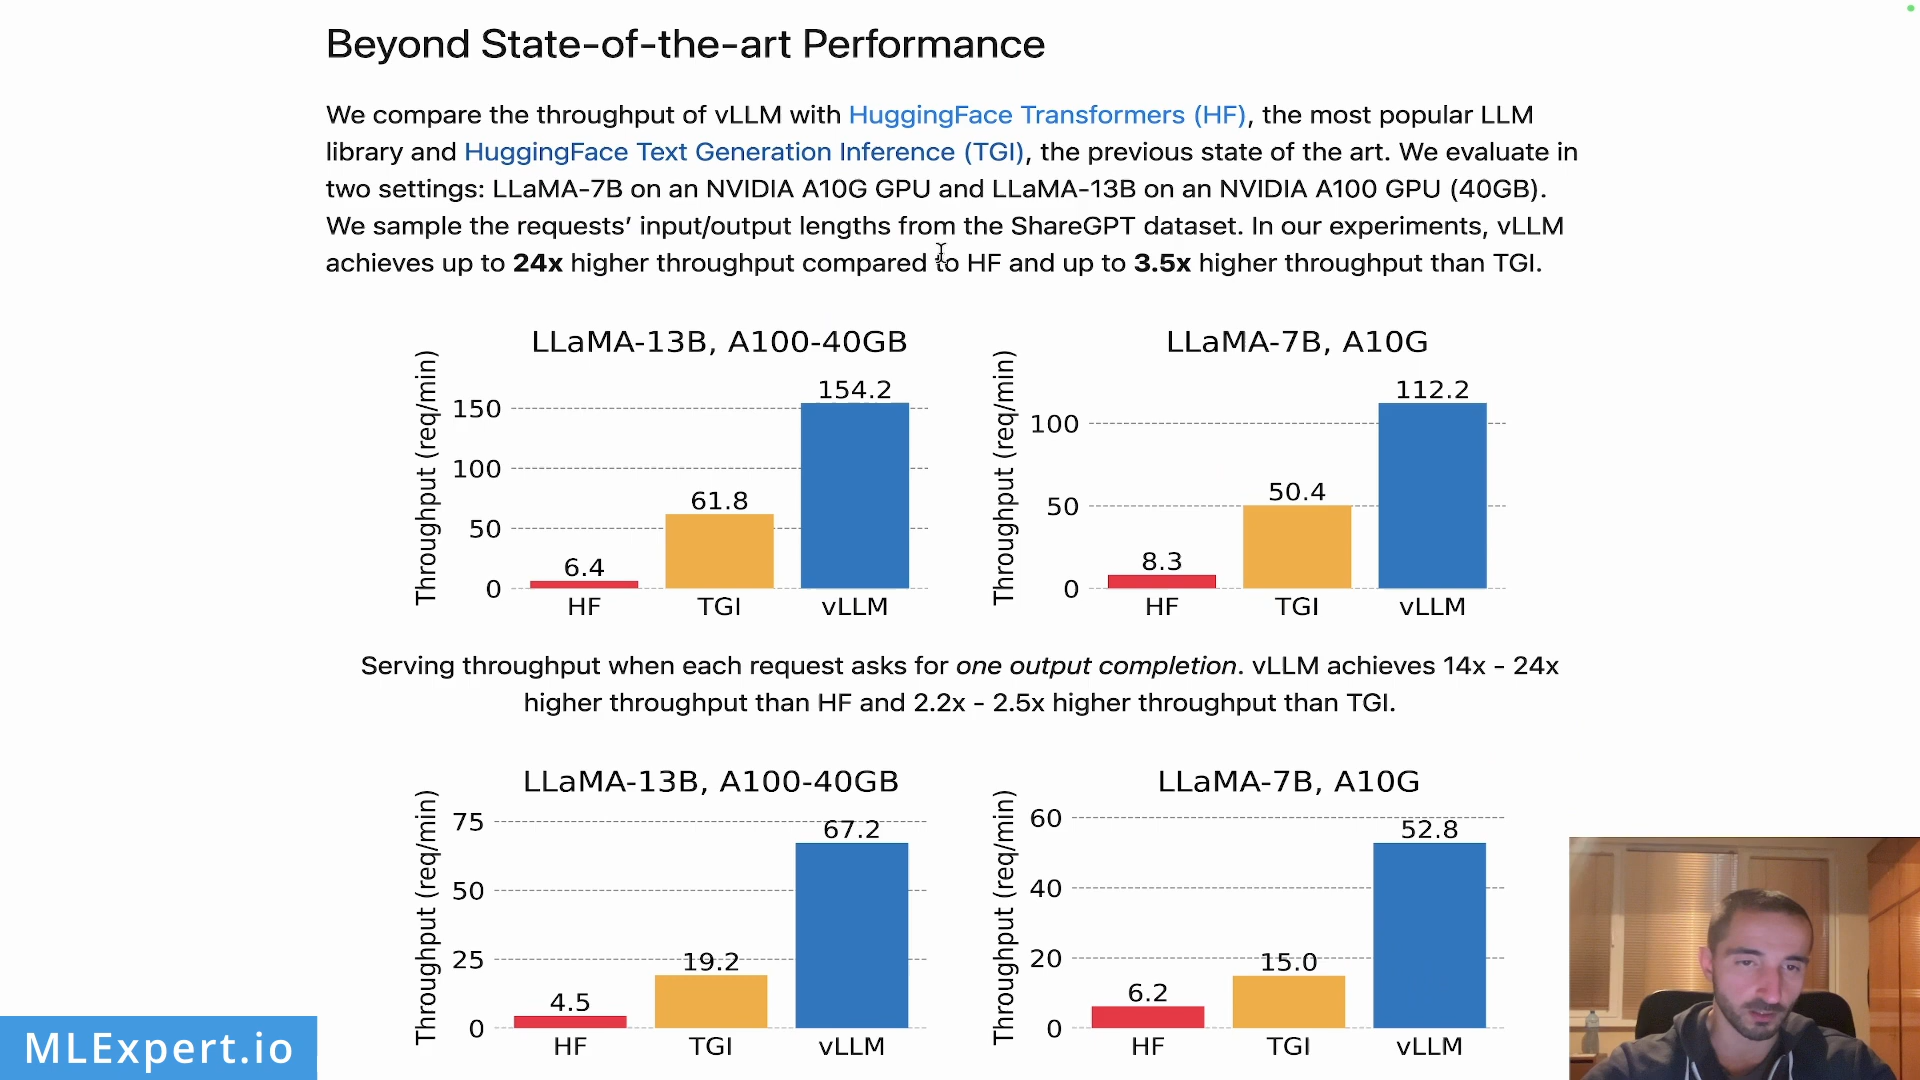 Beyond State-of-the-art Performance
We compare the throughput of vLLM with HuggingFace Transformers (HF), the most popular LLM
library and HuggingFace Text Generation Inference (TGI), the previous state of the art. We evaluate in
two settings: LLaMA-7B on an NVIDIA A10G GPU and LLaMA-13B on an NVIDIA A100 GPU (40GB).
We sample the requests’ input/output lengths from the ShareGPT dataset. In our experiments, vLLM
achieves up to 24x higher throughput compared to HF and up to 3.5x higher throughput than TGI.
LLaMA-13B, A100-40GB
Throughput (req/min)
150
100
50
0
6.4
61.8
154.2
HF
TGI
vLLM
LLaMA-7B, A10G
Throughput (req/min)
100
50
0
8.3
50.4
112.2
HF
TGI
vLLM
Serving throughput when each request asks for one output completion. vLLM achieves 14x - 24x
higher throughput than HF and 2.2x - 2.5x higher throughput than TGI.
LLaMA-13B, A100-40GB
Throughput (req/min)
75
50
25
0
4.5
19.2
67.2
HF
TGI
vLLM
LLaMA-7B, A10G
Throughput (req/min)
60
40
20
0
6.2
15.0
52.8
HF
TGI
vLLM
MLExpert.io